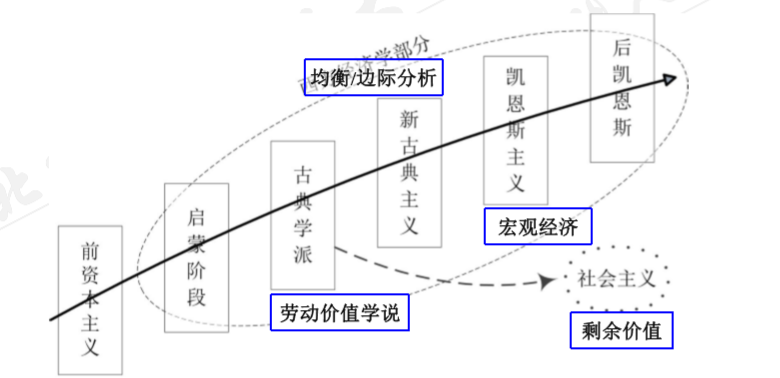 西方经济学部分
均衡/边际分析
后凯恩斯
凯恩斯主义
新古典主义
古典学派
启蒙阶段
前资本主义
宏观经济
社会主义
劳动价值学说
剩余价值